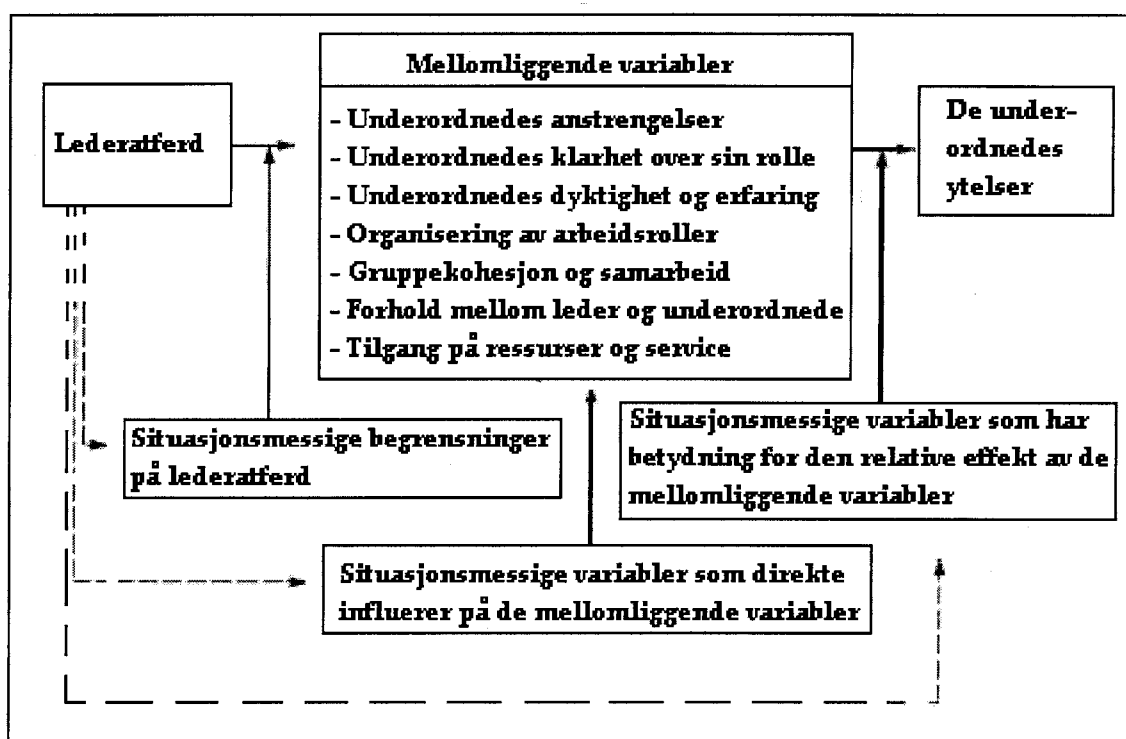 Mellomliggende variabler
Lederatferd
- Underordnedes anstrengelser
- Underordnedes klarhet over sin rolle
- Underordnedes dyktighet og erfaring
- Organisering av arbeidsroller
- Gruppekohesjon og samarbeid
- Forhold mellom leder og underordnede
- Tilgang på ressurser og service
De under-
ordnedes
ytelser
Situasjonsmessige begrensninger
på lederatferd
Situasjonsmessige variabler som har
betydning for den relative effekt av de
mellomliggende variabler
Situasjonsmessige variabler som direkte
influerer på de mellomliggende variabler